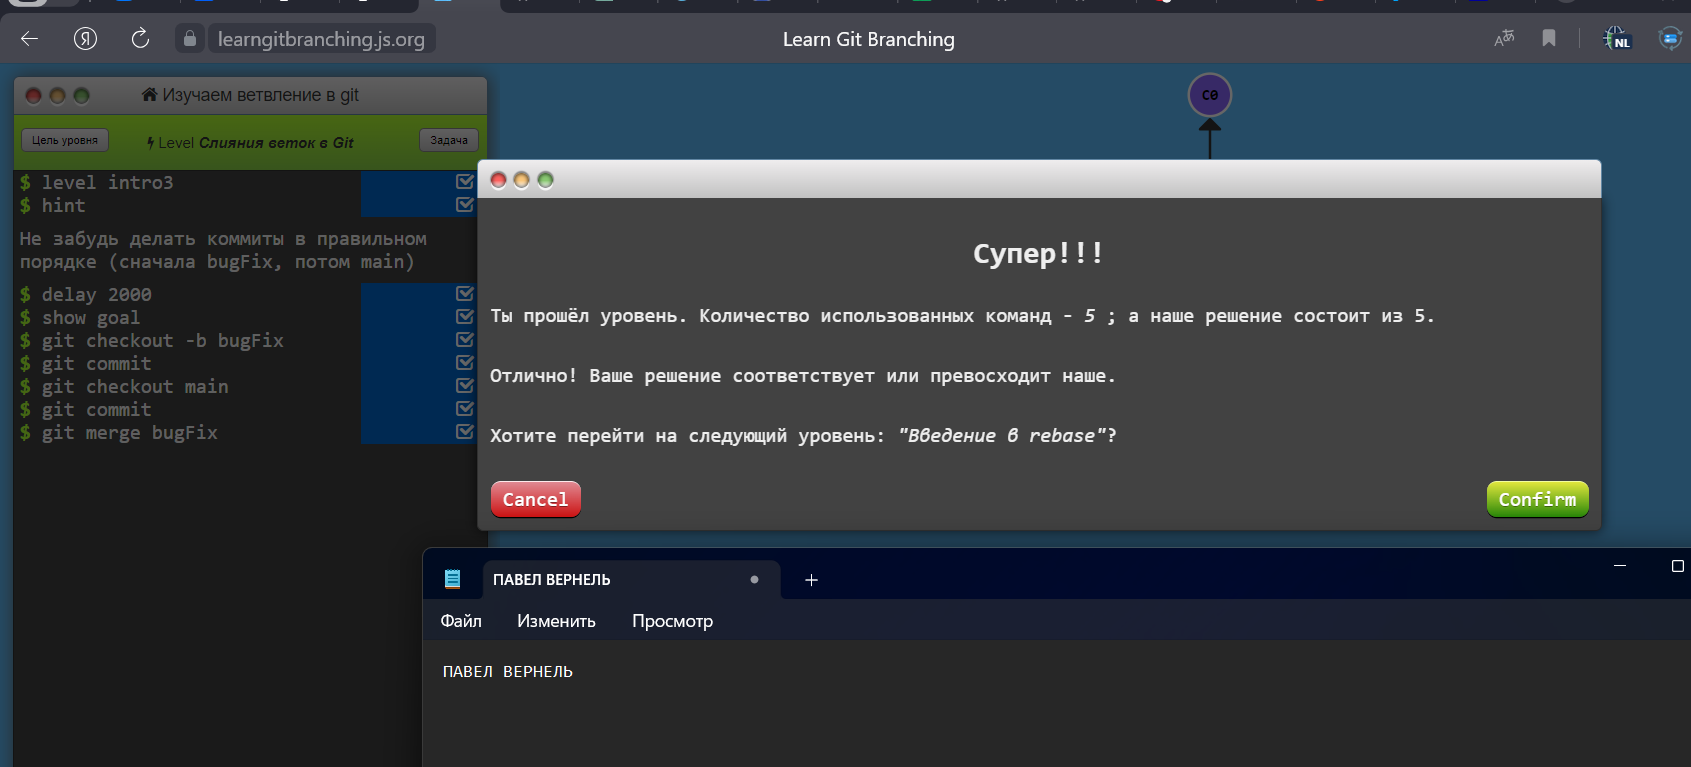 learngitbranching.js.org
Learn Git Branching
NL
Изучаем ветвление в git
Цель уровня
Level Слияния веток в Git
Задача
C0
$ level intro3
$ hint
Не забудь делать коммиты в правильном
порядке (сначала bugFix, потом main)
$ delay 2000
$ show goal
$ git checkout -b bugFix
$ git commit
$ git checkout main
$ git commit
$ git merge bugFix
Супер!!!
Ты прошёл уровень. Количество использованных команд - 5 ; а наше решение состоит из 5.
Отлично! Ваше решение соответствует или превосходит наше.
Хотите перейти на следующий уровень: "Введение в rebase"?
Cancel
Confirm
ПАВЕЛ ВЕРНЕЛЬ
Файл Изменить Просмотр
ПАВЕЛ ВЕРНЕЛЬ